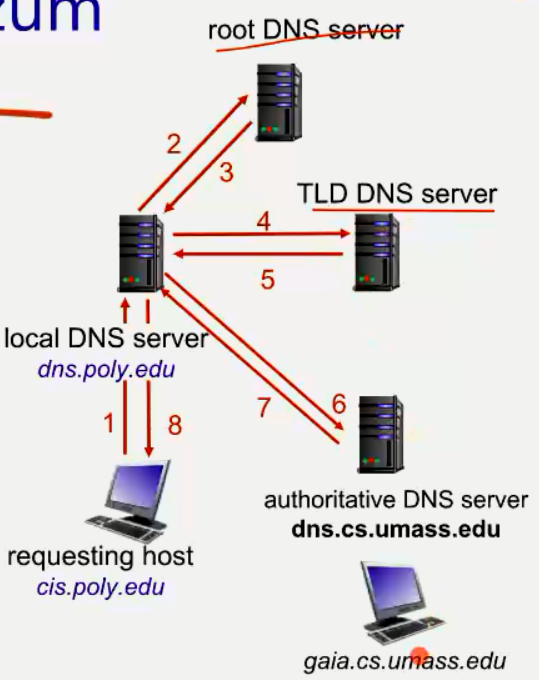 root DNS server
2
3
TLD DNS server
4
5
local DNS server
dns.poly.edu
7
6
1
8
authoritative DNS server
dns.cs.umass.edu
requesting host
cis.poly.edu
gaia.cs.umass.edu